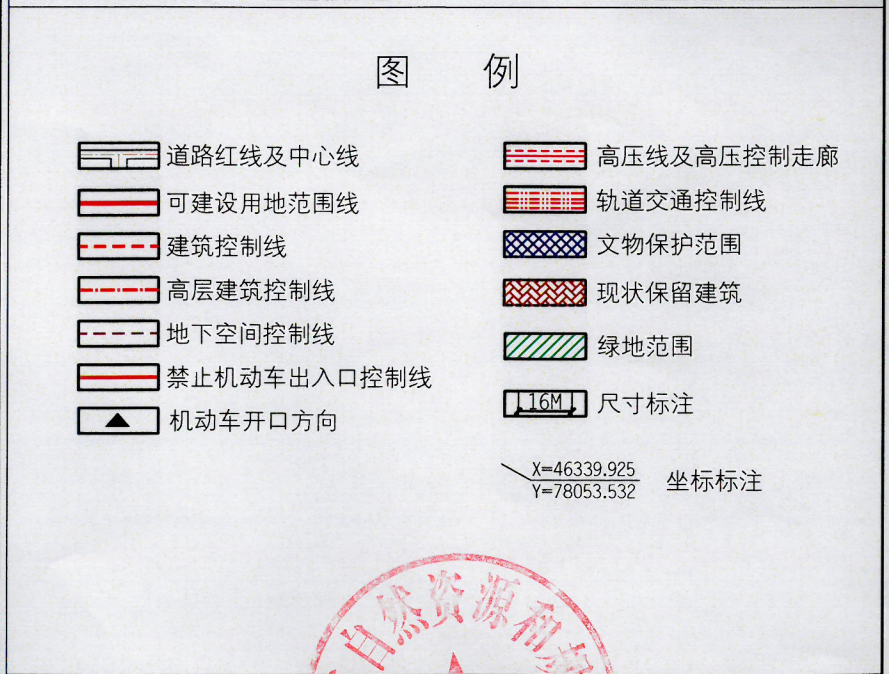 图 例
道路红线及中心线
可建设用地范围线
建筑控制线
高层建筑控制线
地下空间控制线
禁止机动车出入口控制线
机动车开口方向
高压线及高压控制走廊
轨道交通控制线
文物保护范围
现状保留建筑
绿地范围
16M 尺寸标注
X=46339.925
Y=78053.532
坐标标注
自然资源和